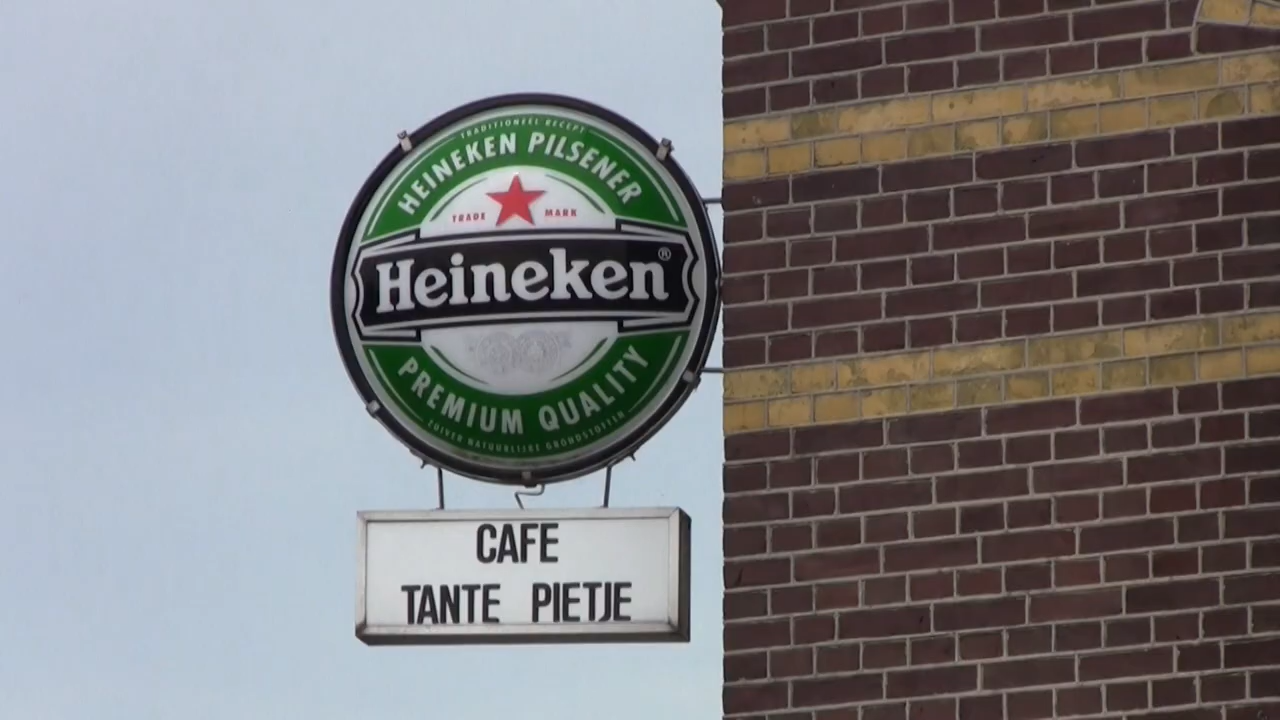 TRADITIONEEL RECEPT
HEINEKEN PILSENER
TRADE MARK
Heineken®
PREMIUM QUALITY
ZUIVER NATUURLIJKE GRONDSTOFFEN
CAFE
TANTE PIETJE